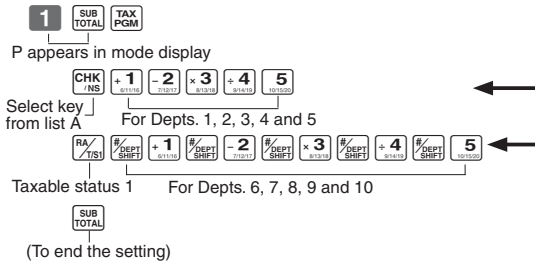 1 SUB TOTAL TAX PGM
P appears in mode display
CHK /NS + 1 6/11/16 - 2 7/12/17 × 3 8/13/18 ÷ 4 9/14/19 5 10/15/20
Select key from list A
For Depts. 1, 2, 3, 4 and 5
RA/T/S1 #/DEPT SHIFT + 1 6/11/16 #/DEPT SHIFT - 2 7/12/17 #/DEPT SHIFT × 3 8/13/18 #/DEPT SHIFT ÷ 4 9/14/19 #/DEPT SHIFT 5 10/15/20
Taxable status 1
For Depts. 6, 7, 8, 9 and 10
SUB TOTAL
(To end the setting)